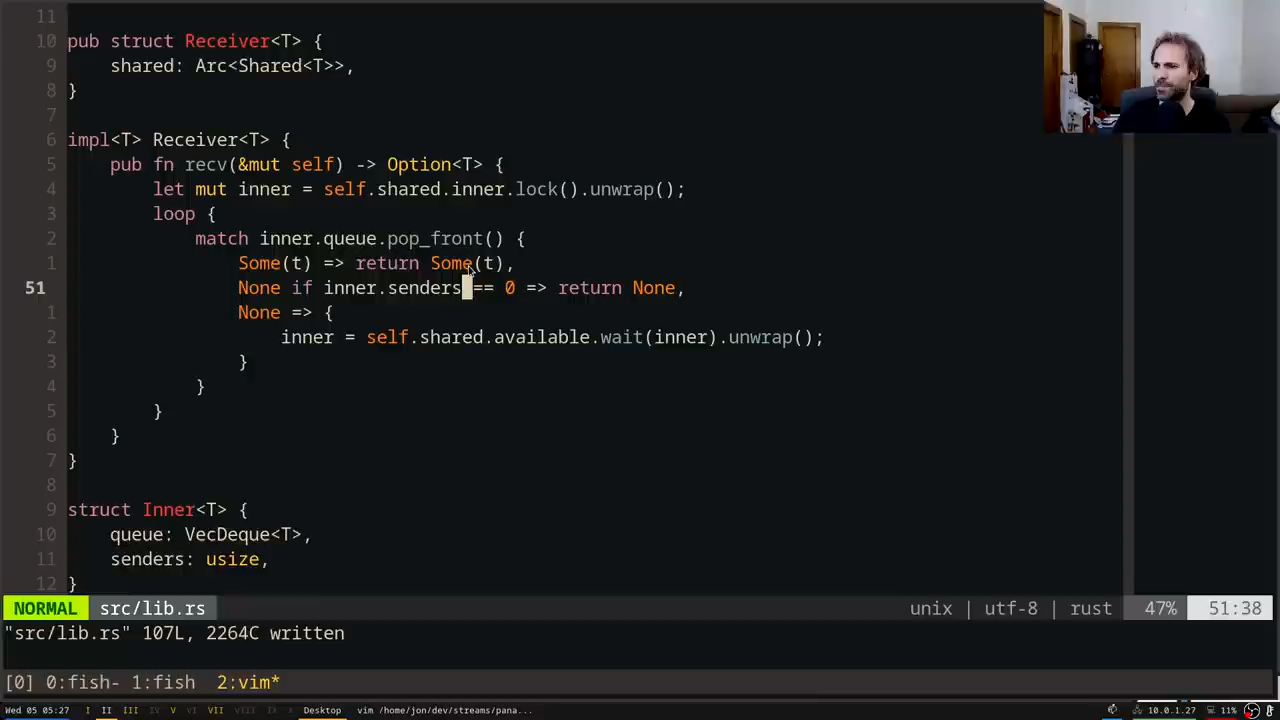 11
10 pub struct Receiver<T> {
9     shared: Arc<Shared<T>>,
8 }
7
6 impl<T> Receiver<T> {
5     pub fn recv(&mut self) -> Option<T> {
4         let mut inner = self.shared.inner.lock().unwrap();
3         loop {
2             match inner.queue.pop_front() {
1                 Some(t) => return Some(t),
51                 None if inner.senders == 0 => return None,
1                 None => {
2                     inner = self.shared.available.wait(inner).unwrap();
3                 }
4             }
5         }
6     }
7 }
8
9 struct Inner<T> {
10     queue: VecDeque<T>,
11     senders: usize,
12 }
NORMAL src/lib.rs unix | utf-8 | rust 47% 51:38
"src/lib.rs" 107L, 2264C written
[0] 0:fish- 1:fish 2:vim*
Wed 05 05:27 I II III IV V VI VII VIII IX X Desktop vim /home/jon/dev/streams/pana... 10.0.1.27 11%